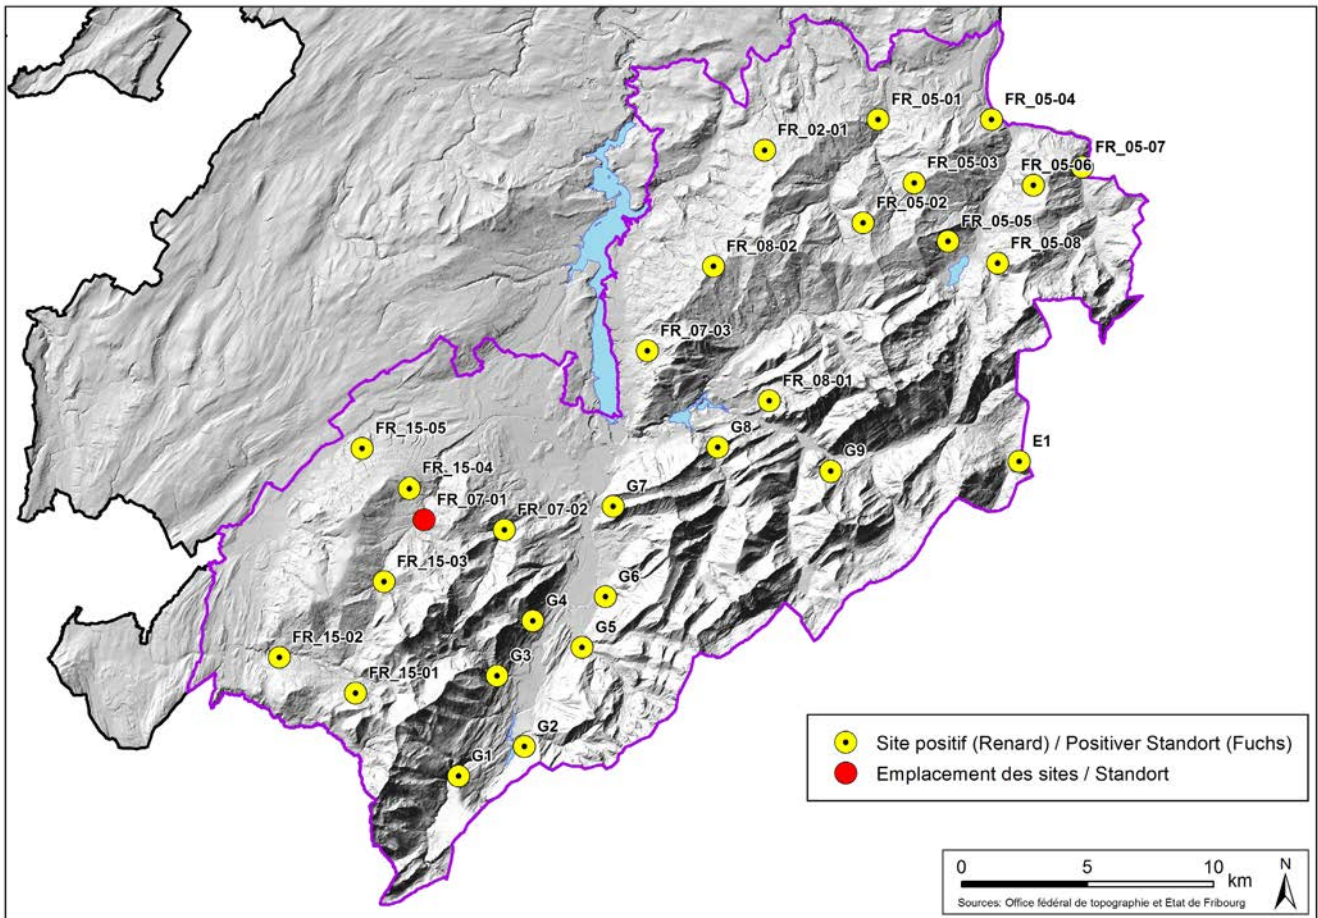 FR_05-01
FR_05-04
FR_02-01
FR_05-07
FR_05-03
FR_05-06
FR_05-02
FR_05-05
FR_08-02
FR_05-08
FR_07-03
FR_08-01
FR_15-05
G8
E1
G9
FR_15-04
FR_07-01
G7
FR_07-02
FR_15-03
G6
G4
G5
FR_15-02
G3
FR_15-01
G2
G1
Site positif (Renard) / Positiver Standort (Fuchs)
Emplacement des sites / Standort
0 5 10
km
N
Sources: Office fédéral de topographie et Etat de Fribourg